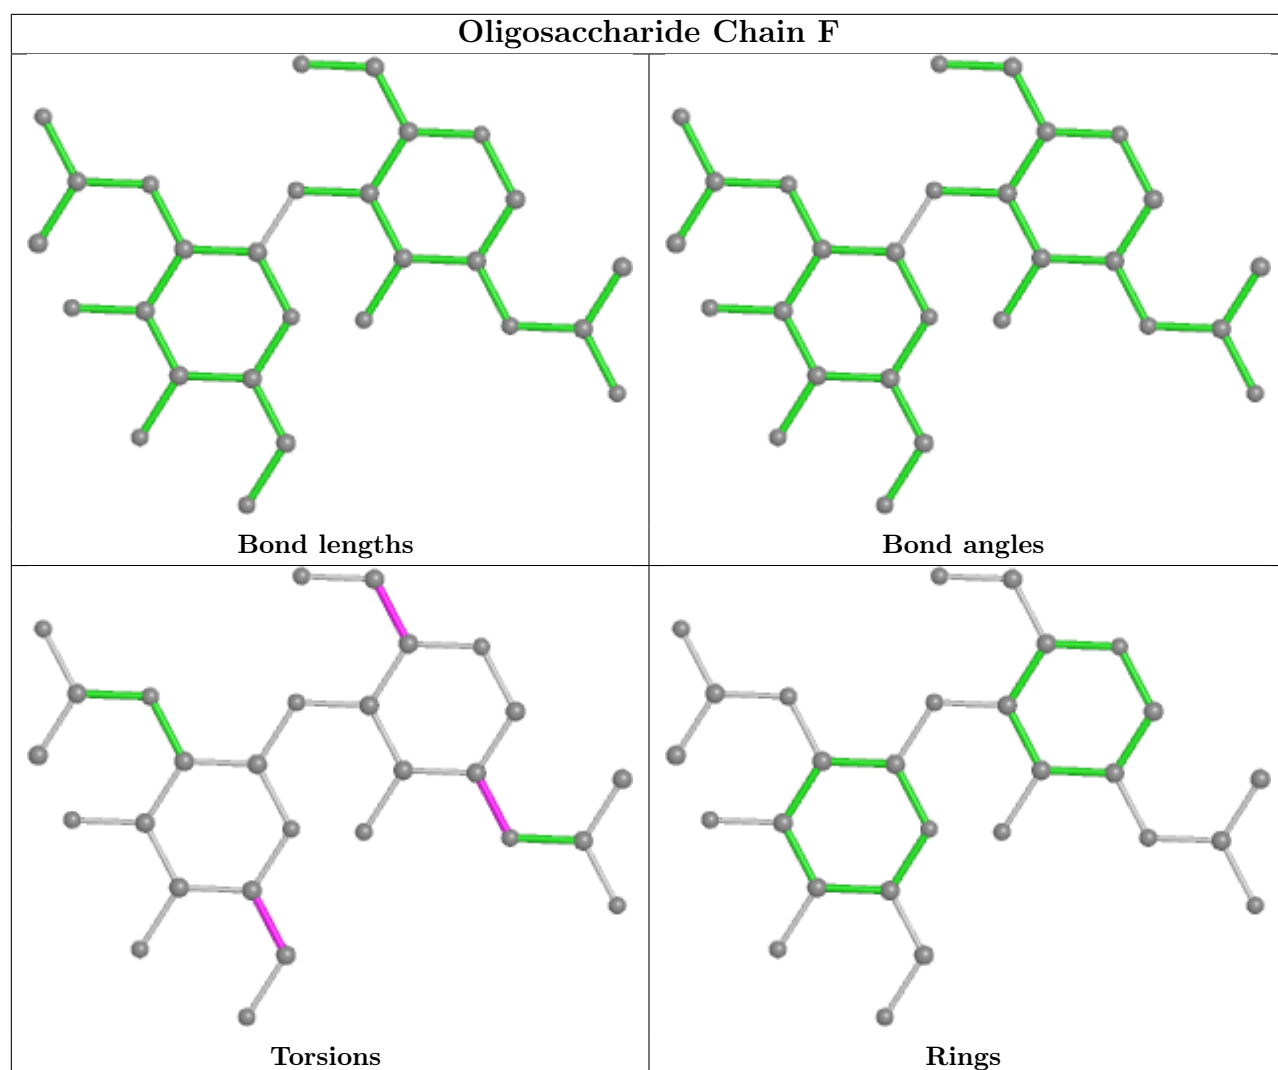 Oligosaccharide Chain F
Bond lengths
Bond angles
Torsions
Rings